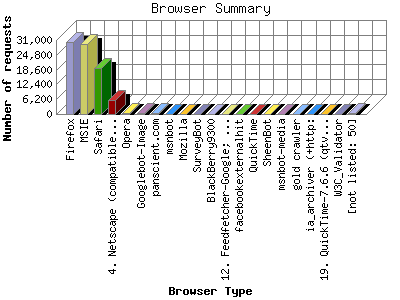 Browser Summary
Number of requests
31,000
24,800
18,600
12,400
6,200
0
Firefox
MSIE
Safari
4. Netscape (compatible...
Opera
Googlebot-Image
panscient.com
msnbot
Mozilla
SurveyBot
BlackBerry9300
12. Feedfetcher-Google; ...
facebookexternalhit
QuickTime
SheenBot
msnbot-media
gold crawler
ia_archiver (+http:
19. QuickTime-7.6.6 (qtv...
W3C_Validator
[not listed: 50]
Browser Type